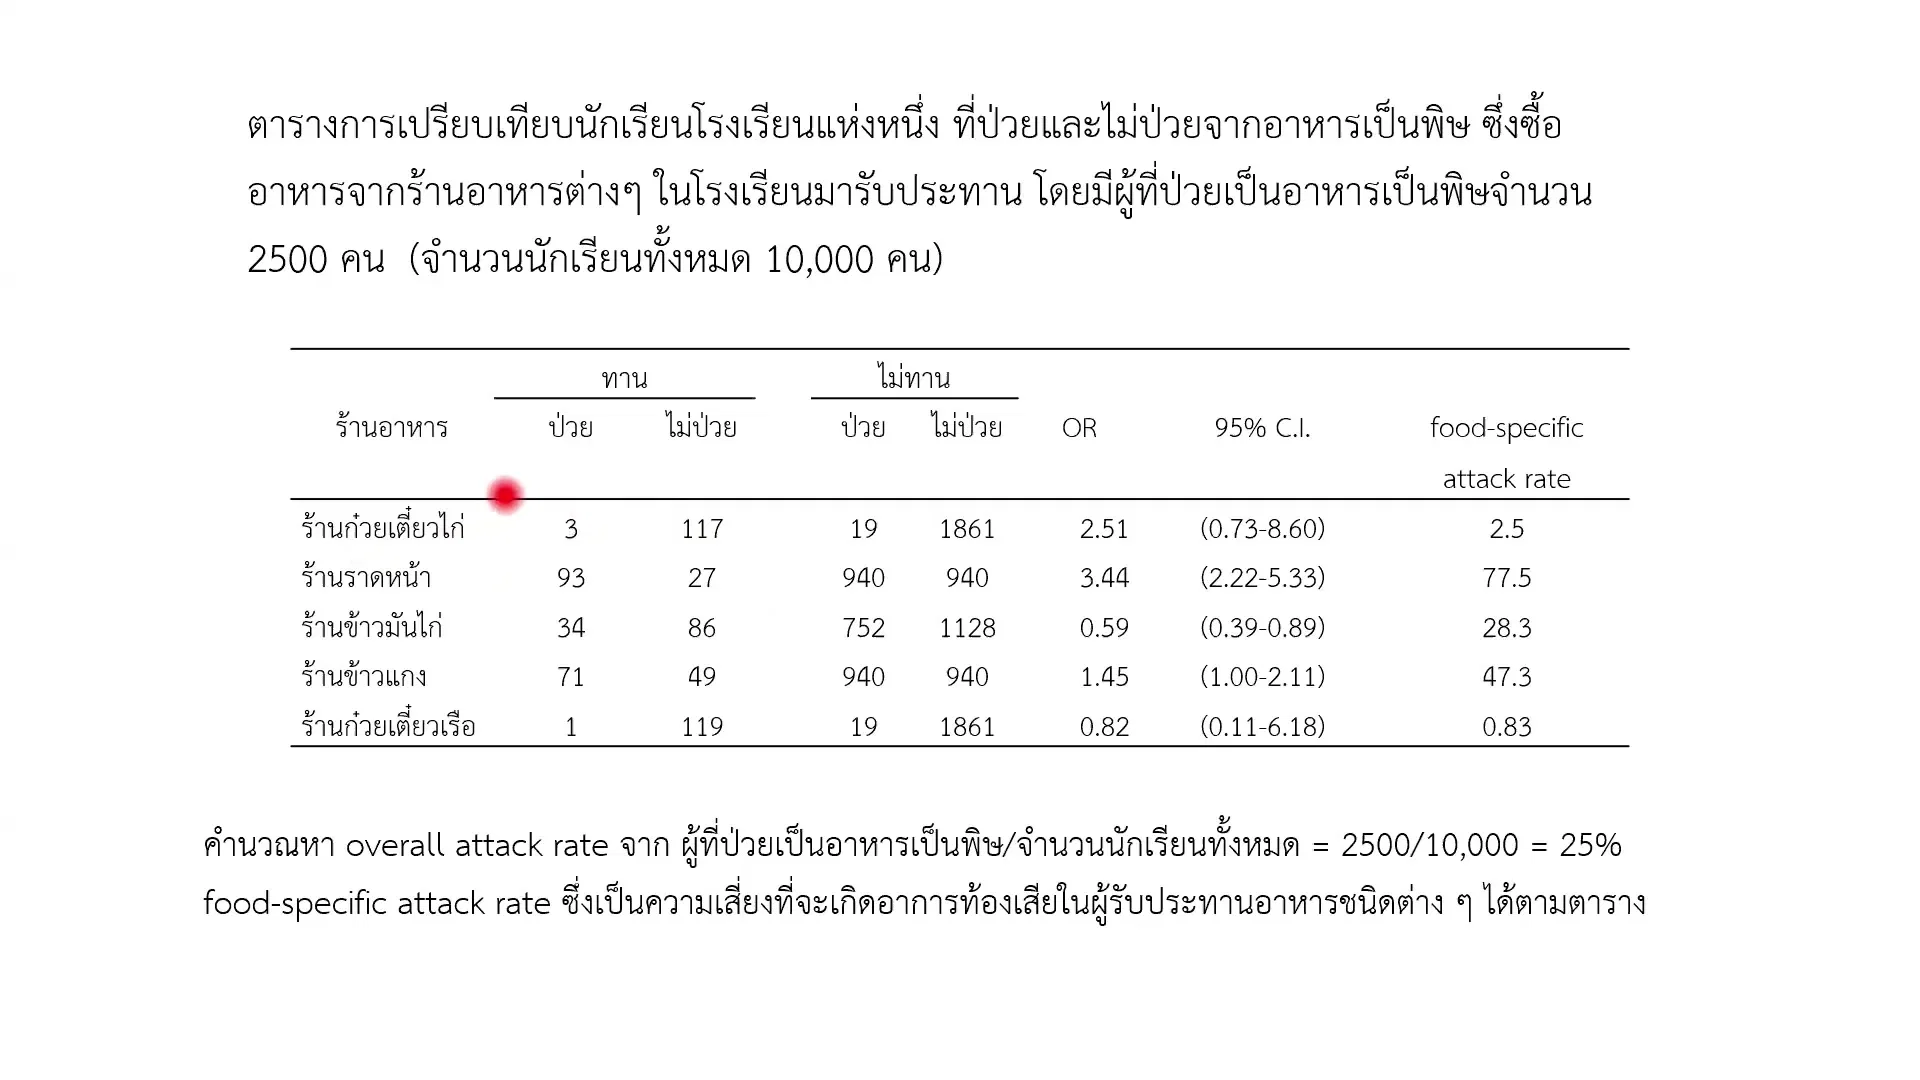 ตารางการเปรียบเทียบนักเรียนโรงเรียนแห่งหนึ่ง ที่ป่วยและไม่ป่วยจากอาหารเป็นพิษ ซึ่งซื้อ
อาหารจากร้านอาหารต่างๆ ในโรงเรียนมารับประทาน โดยมีผู้ที่ป่วยเป็นอาหารเป็นพิษจำนวน
2500 คน (จำนวนนักเรียนทั้งหมด 10,000 คน)
ทาน ไม่ทาน
ร้านอาหาร ป่วย ไม่ป่วย ป่วย ไม่ป่วย OR 95% C.I. food-specific
attack rate
ร้านก๋วยเตี๋ยวไก่ 3 117 19 1861 2.51 (0.73-8.60) 2.5
ร้านราดหน้า 93 27 940 940 3.44 (2.22-5.33) 77.5
ร้านข้าวมันไก่ 34 86 752 1128 0.59 (0.39-0.89) 28.3
ร้านข้าวแกง 71 49 940 940 1.45 (1.00-2.11) 47.3
ร้านก๋วยเตี๋ยวเรือ 1 119 19 1861 0.82 (0.11-6.18) 0.83
คำนวณหา overall attack rate จาก ผู้ที่ป่วยเป็นอาหารเป็นพิษ/จำนวนนักเรียนทั้งหมด = 2500/10,000 = 25%
food-specific attack rate ซึ่งเป็นความเสี่ยงที่จะเกิดอาการท้องเสียในผู้รับประทานอาหารชนิดต่าง ๆ ได้ตามตาราง